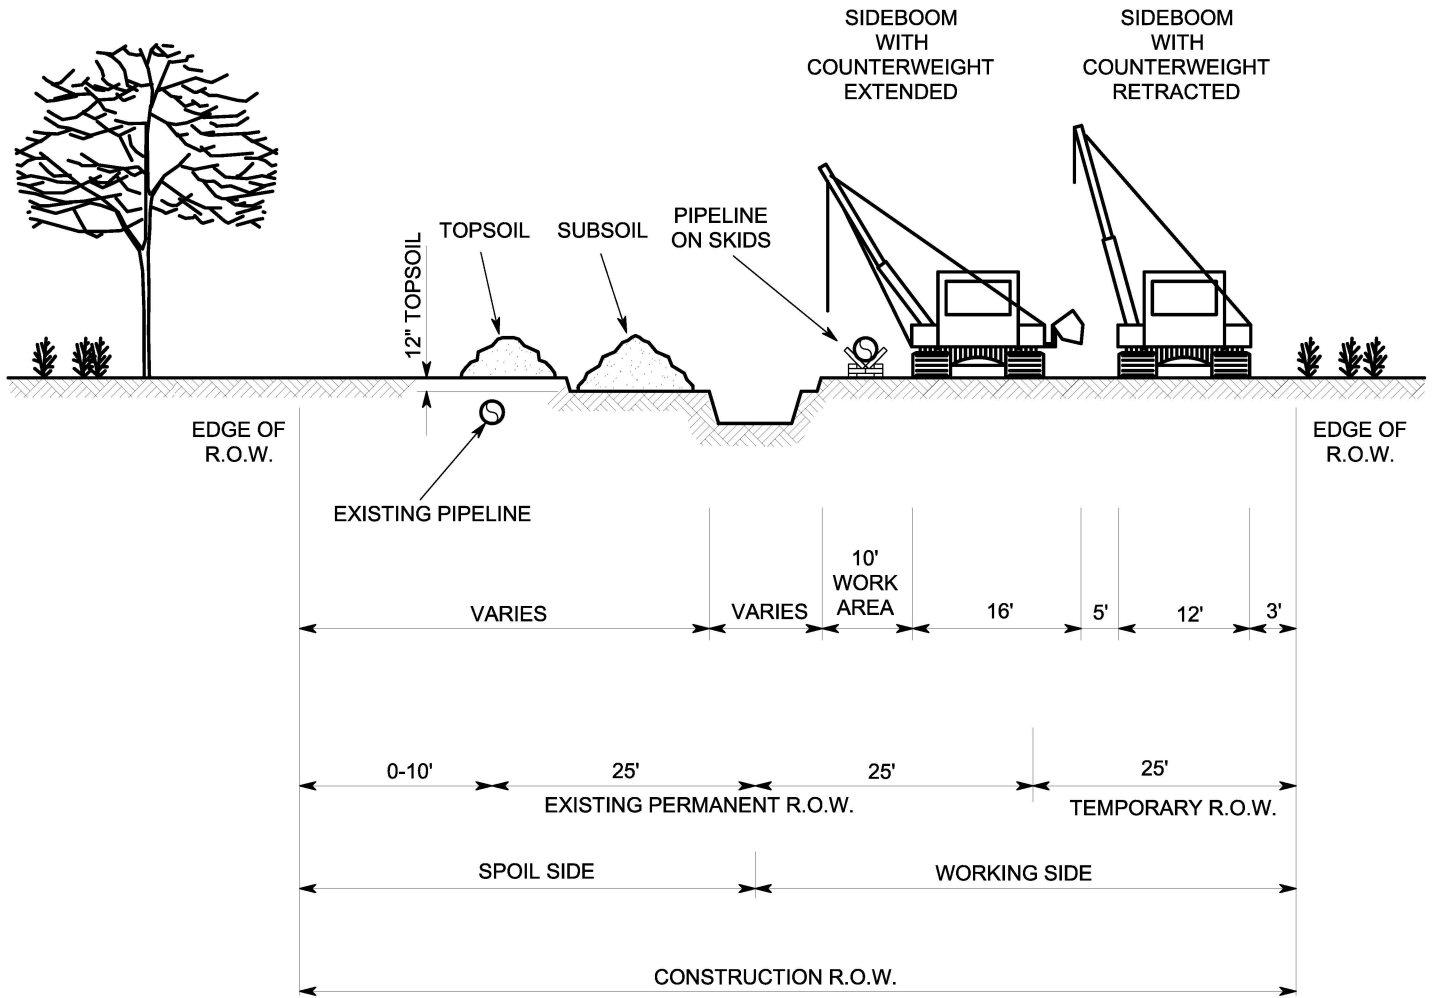 SIDEBOOM
WITH
COUNTERWEIGHT
EXTENDED
SIDEBOOM
WITH
COUNTERWEIGHT
RETRACTED
TOPSOIL
SUBSOIL
PIPELINE
ON SKIDS
12" TOPSOIL
EDGE OF
R.O.W.
EXISTING PIPELINE
EDGE OF
R.O.W.
VARIES
VARIES
10'
WORK
AREA
16'
5'
12'
3'
0-10'
25'
25'
25'
EXISTING PERMANENT R.O.W.
TEMPORARY R.O.W.
SPOIL SIDE
WORKING SIDE
CONSTRUCTION R.O.W.